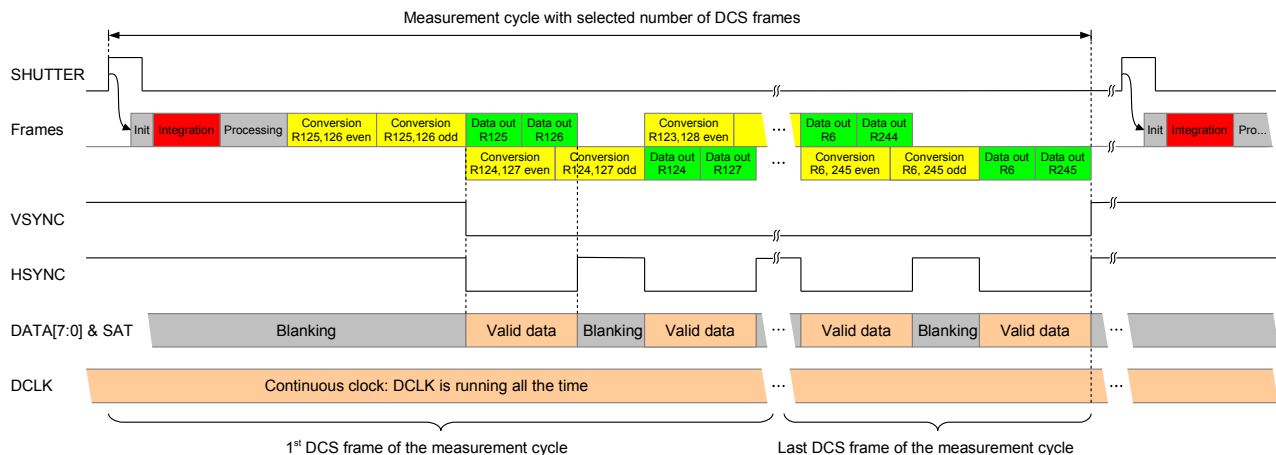 Measurement cycle with selected number of DCS frames
SHUTTER
Frames
Init
Integration
Processing
Conversion
R125,126 even
Conversion
R125,126 odd
Data out
R125
Data out
R126
Conversion
R123,128 even
...
Data out
R6
Data out
R244
Init
Integration
Pro...
Conversion
R124,127 even
Conversion
R124,127 odd
Data out
R124
Data out
R127
...
Conversion
R6, 245 even
Conversion
R6, 245 odd
Data out
R6
Data out
R245
VSYNC
HSYNC
DATA[7:0] & SAT
Blanking
Valid data
Blanking
Valid data
...
Valid data
Blanking
Valid data
...
DCLK
Continuous clock: DCLK is running all the time
...
...
1st DCS frame of the measurement cycle
Last DCS frame of the measurement cycle